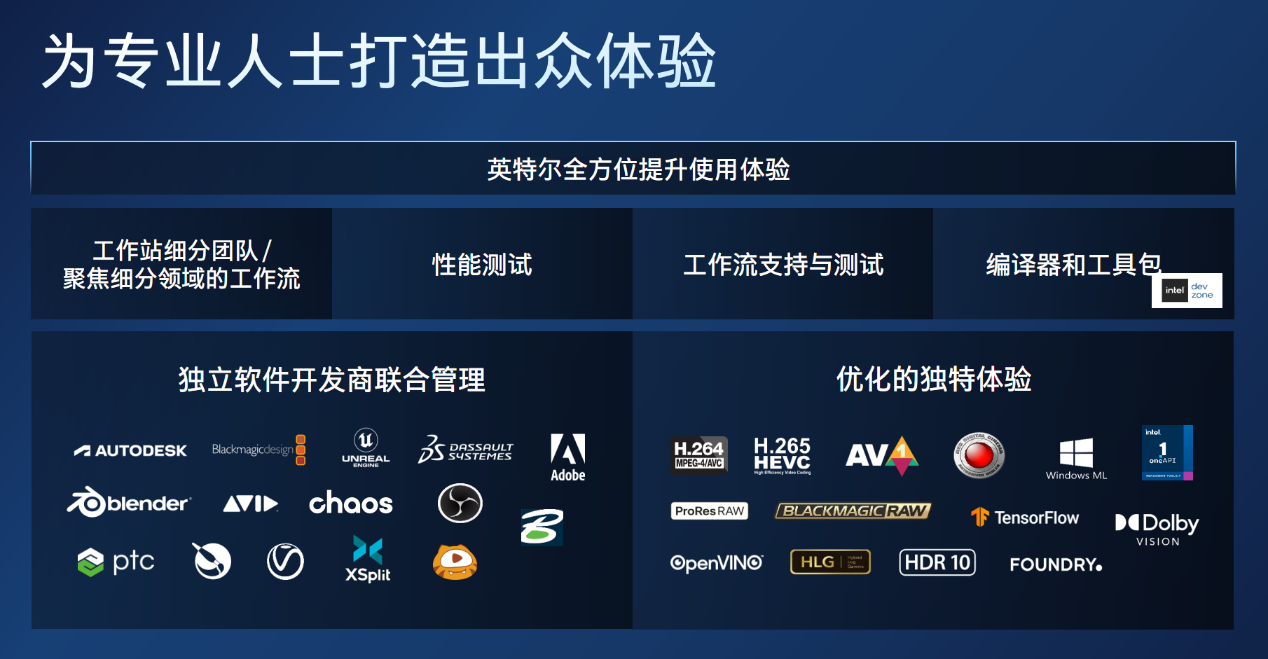 为专业人士打造出众体验
英特尔全方位提升使用体验
工作站细分团队/
聚焦细分领域的工作流
性能测试
工作流支持与测试
编译器和工具包
intel
dev
zone
独立软件开发商联合管理
AUTODESK
Blackmagicdesign
UNREAL
ENGINE
DASSAULT
SYSTEMES
Adobe
blender
AVID
chaos
ptc
XSplit
优化的独特体验
H.264
MPEG-4/AVC
H.265
HEVC
High Efficiency Video Coding
AV1
Windows ML
intel.
1
oneAPI
ProRes RAW
BLACKMAGIC RAW
TensorFlow
Dolby
VISION
OpenVINO
HLG
HDR 10
FOUNDRY.